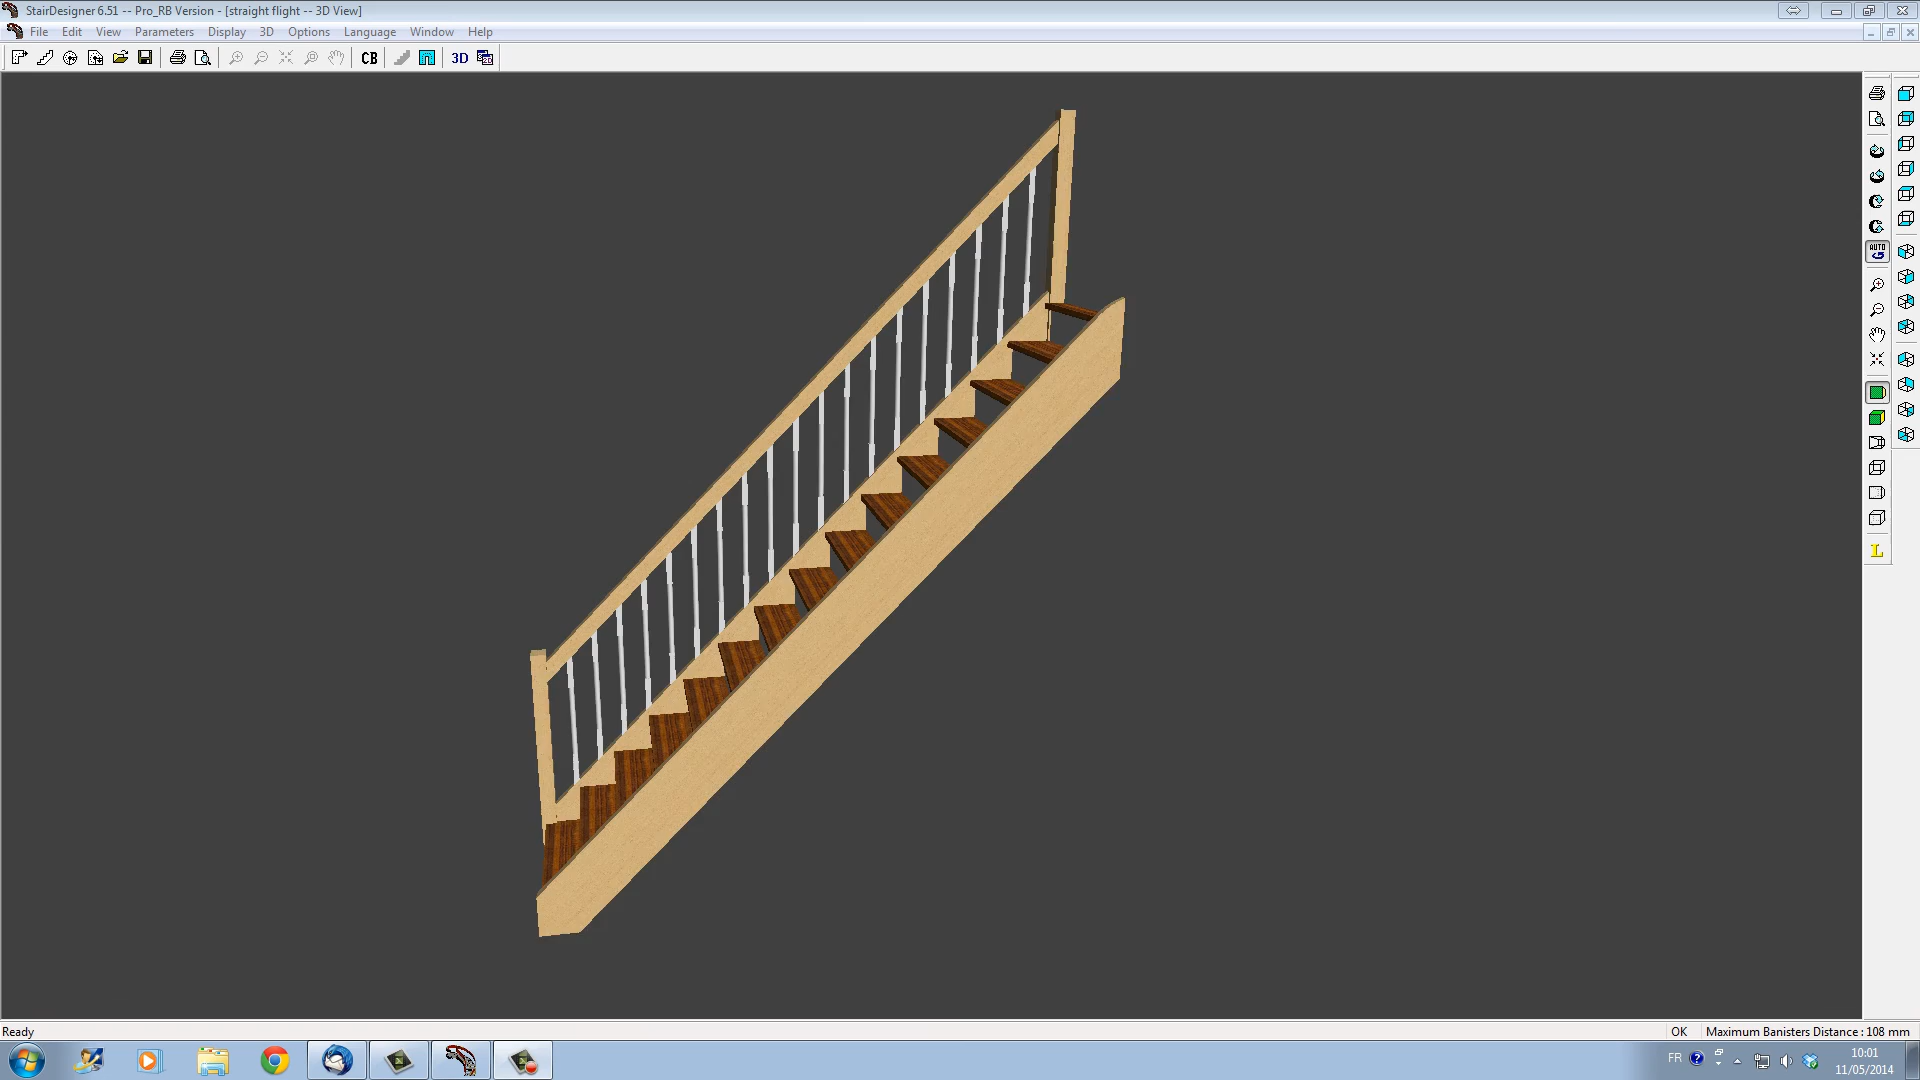 StairDesigner 6.51 -- Pro_RB Version - [straight flight -- 3D View]
File Edit View Parameters Display 3D Options Language Window Help
CB 3D
AUTO
L
Ready OK Maximum Banisters Distance : 108 mm
FR 10:01
11/05/2014